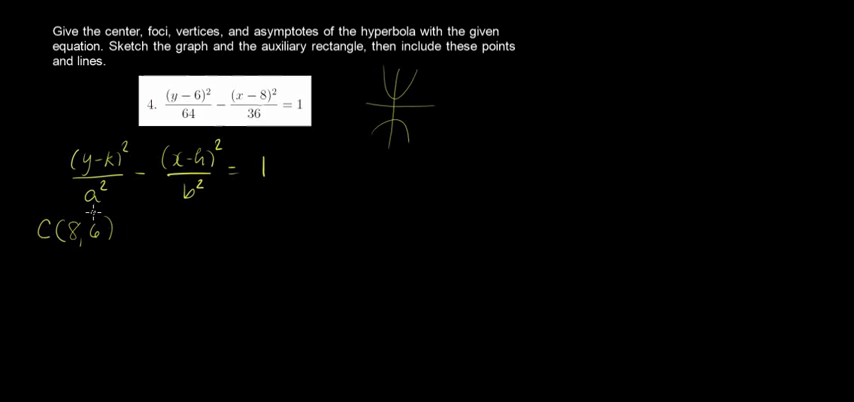 Give the center, foci, vertices, and asymptotes of the hyperbola with the given
equation. Sketch the graph and the auxiliary rectangle, then include these points
and lines.
4. (y − 6)²/64 − (x − 8)²/36 = 1
(y-k)²/a² - (x-h)²/b² = 1
C(8,6)